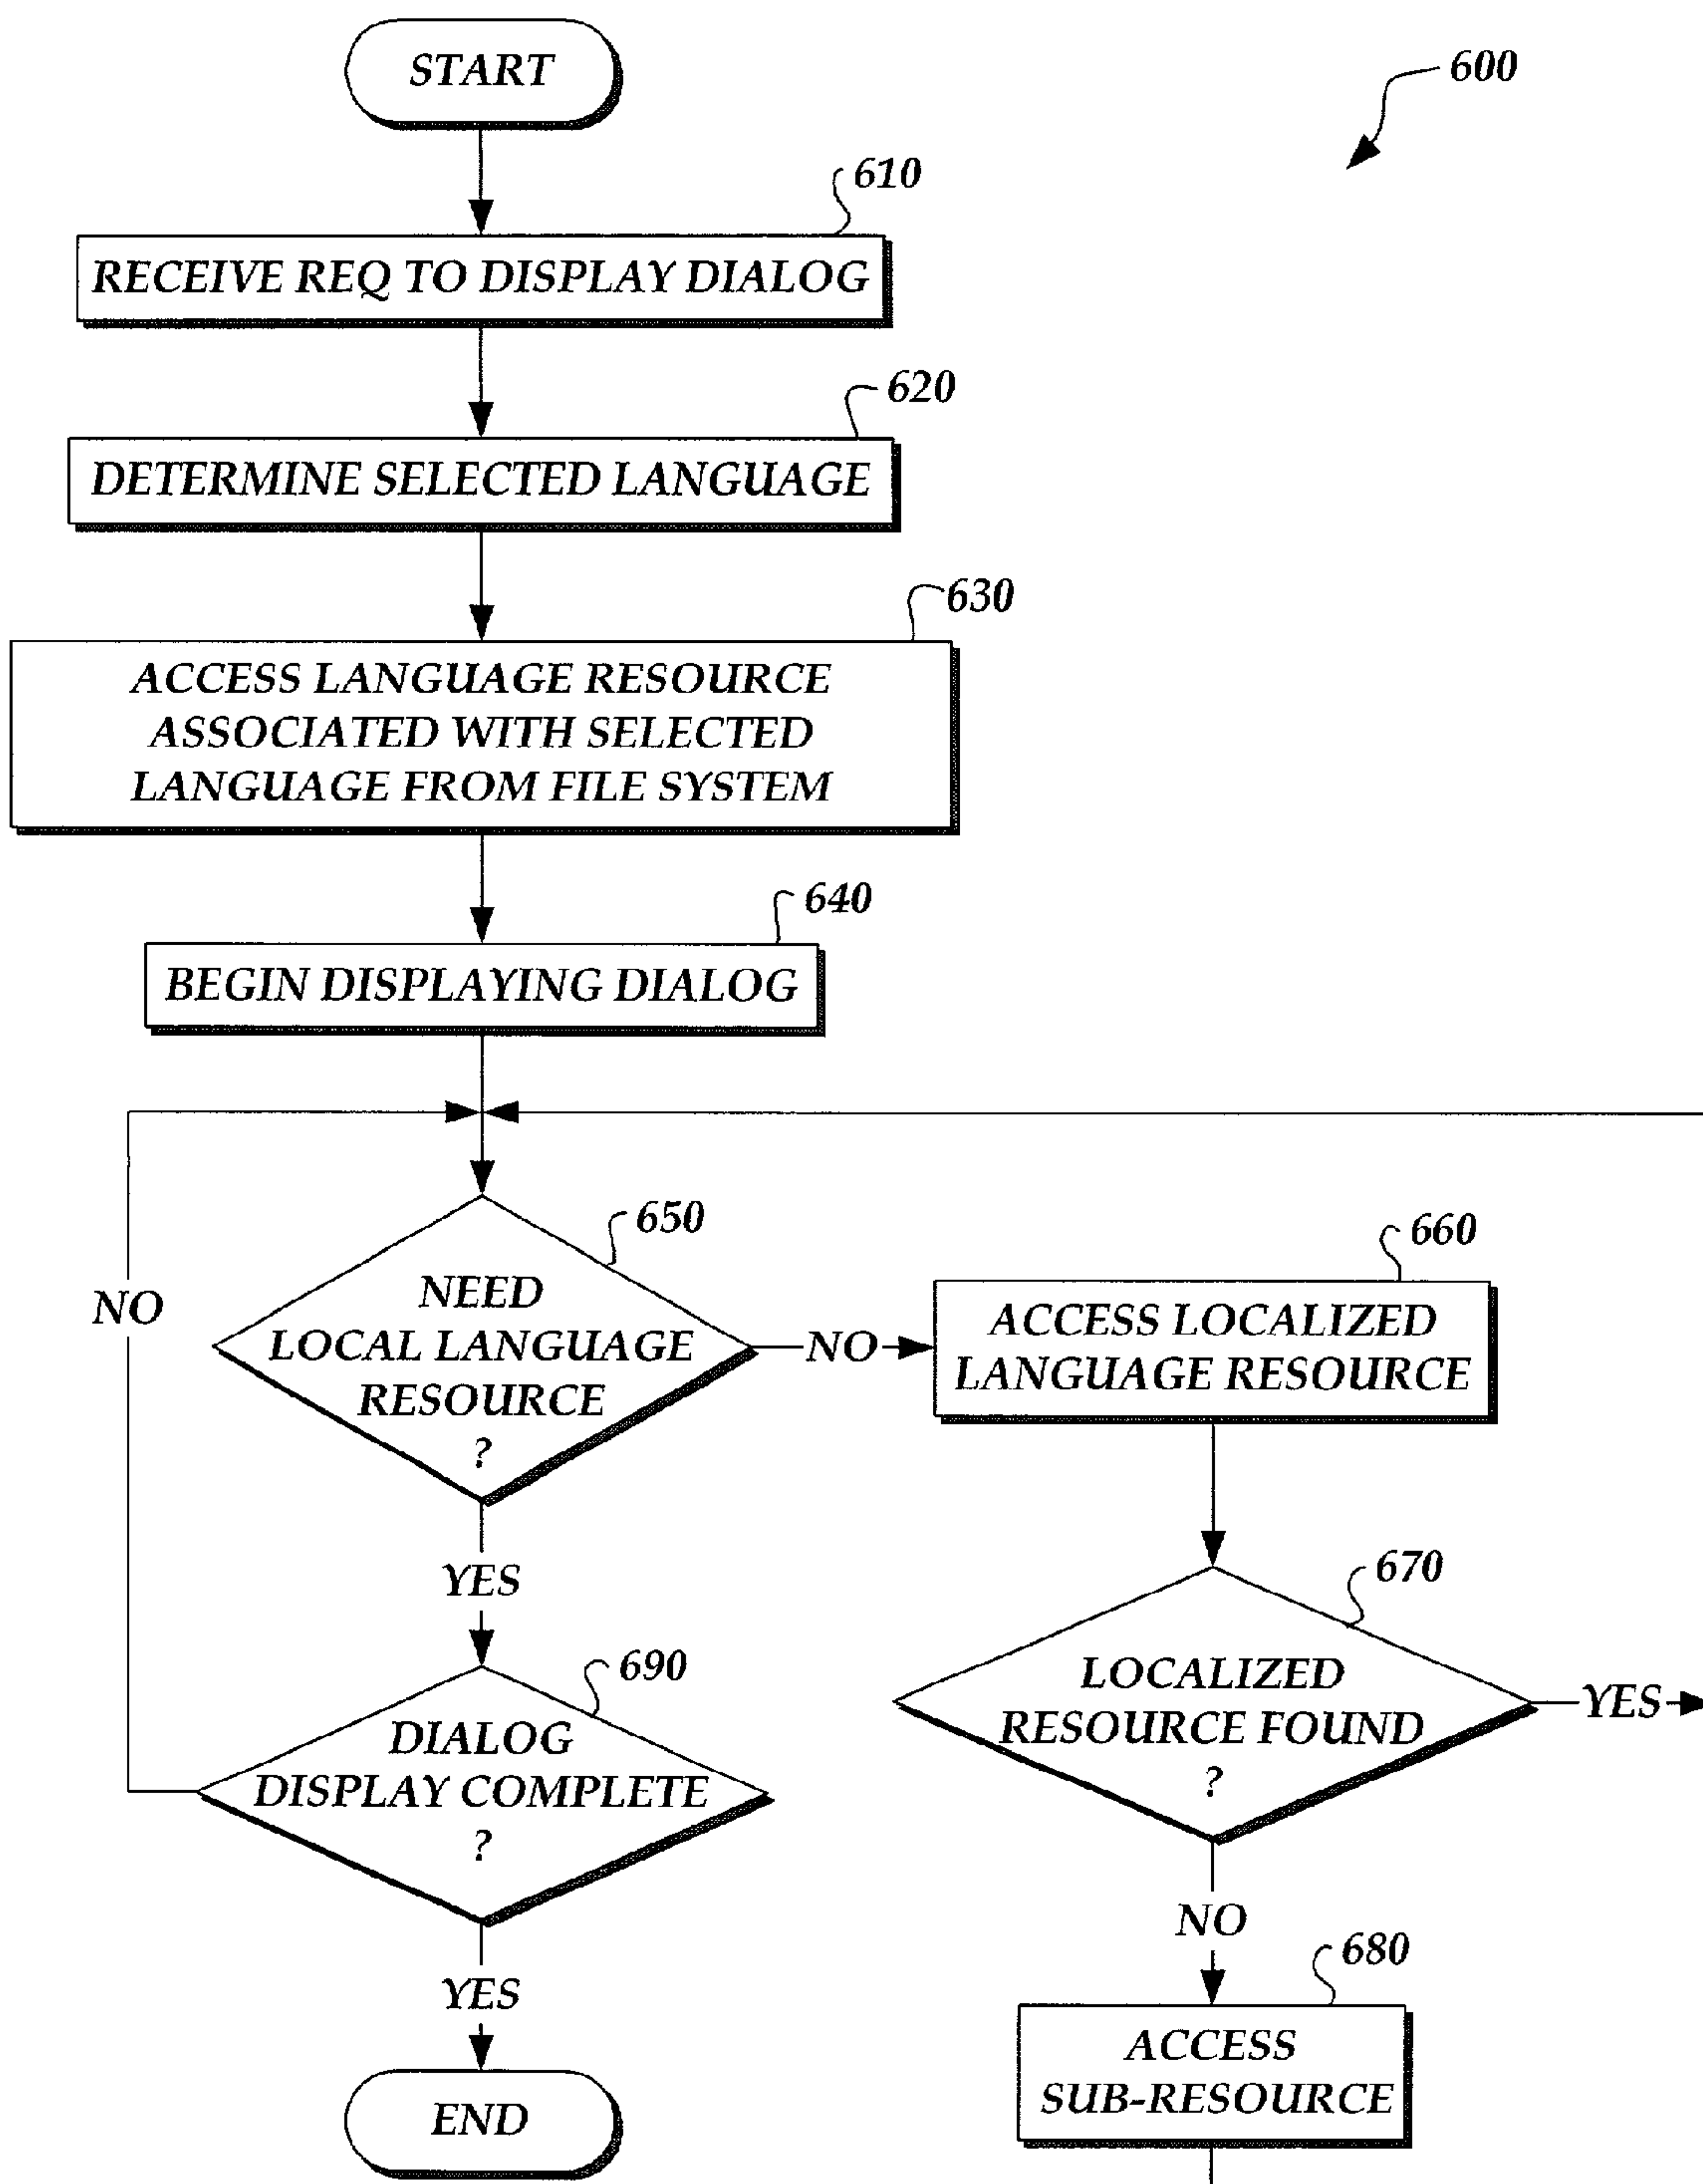 START
600
610
RECEIVE REQ TO DISPLAY DIALOG
620
DETERMINE SELECTED LANGUAGE
630
ACCESS LANGUAGE RESOURCE
ASSOCIATED WITH SELECTED
LANGUAGE FROM FILE SYSTEM
640
BEGIN DISPLAYING DIALOG
650
NEED
LOCAL LANGUAGE
RESOURCE
?
NO
NO
660
ACCESS LOCALIZED
LANGUAGE RESOURCE
YES
670
LOCALIZED
RESOURCE FOUND
?
YES
690
DIALOG
DISPLAY COMPLETE
?
NO
680
ACCESS
SUB-RESOURCE
YES
END